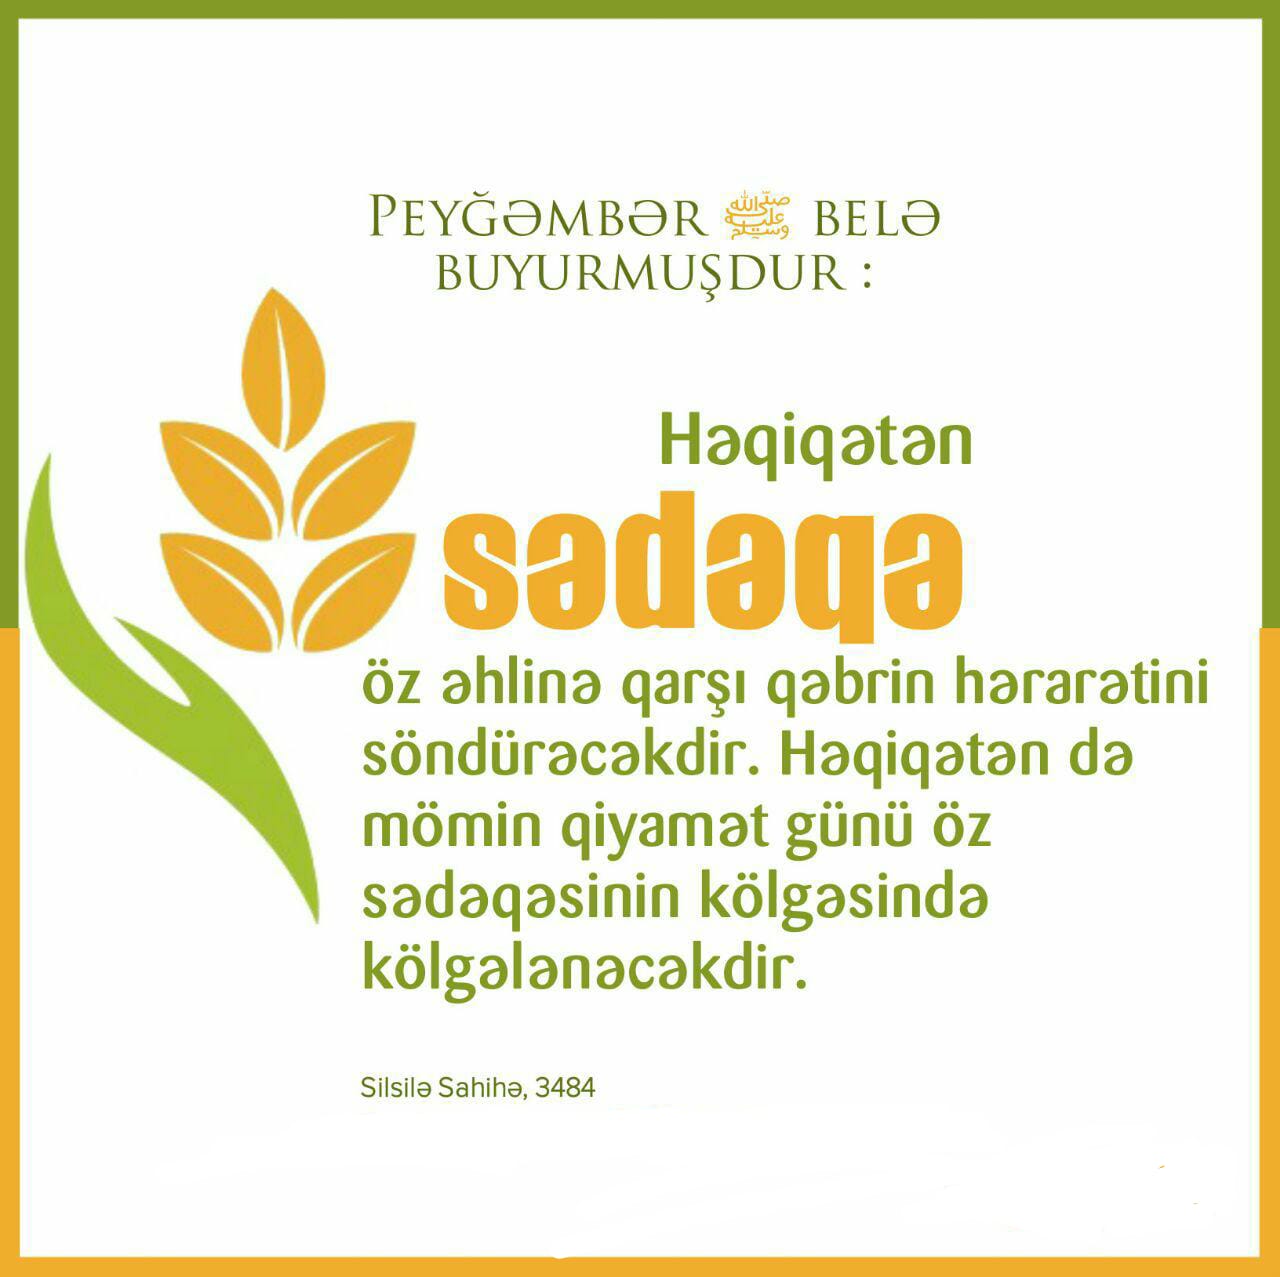 PEYĞƏMBƏR ﷺ BELƏ
BUYURMUŞDUR :
Həqiqətən
sədəqə
öz əhlinə qarşı qəbrin hərarətini
söndürəcəkdir. Həqiqətən də
mömin qiyamət günü öz
sədəqəsinin kölgəsində
kölgələnəcəkdir.
Silsilə Sahihə, 3484